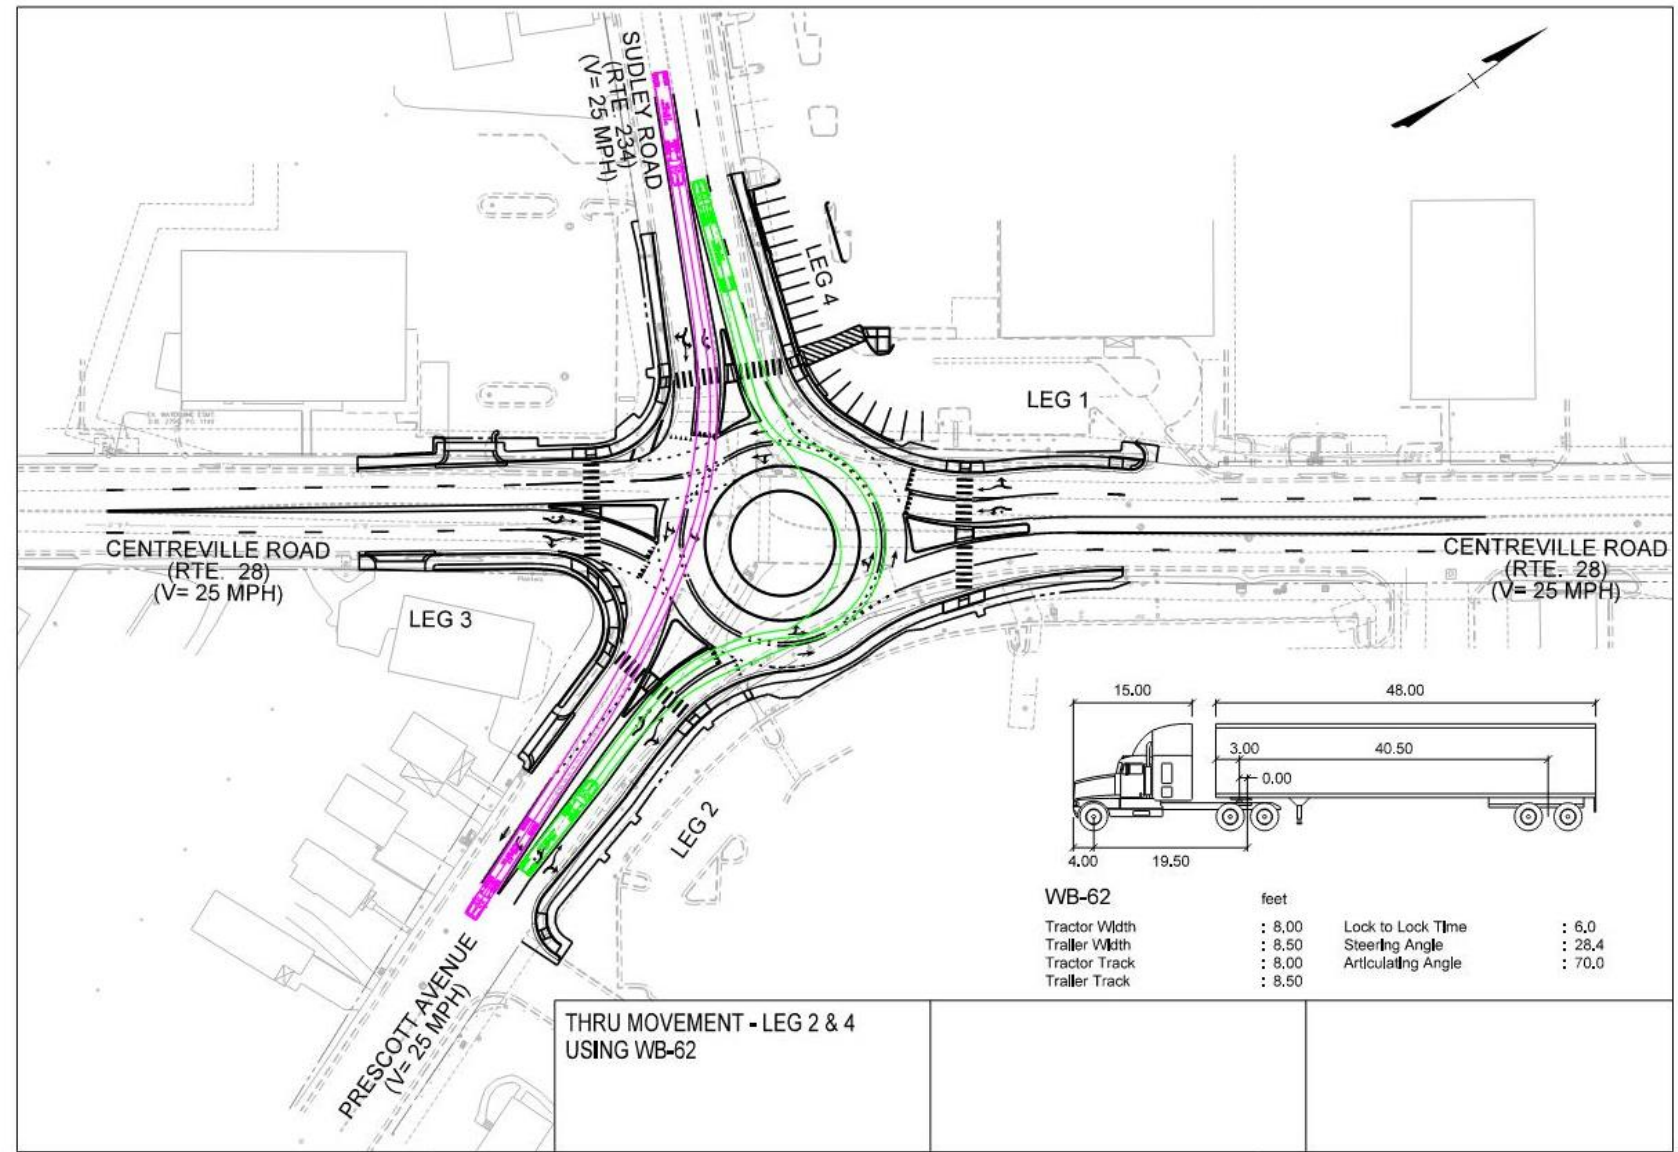 SUDLEY ROAD
(RTE. 234)
(V= 25 MPH)
LEG 4
LEG 1
CENTREVILLE ROAD
(RTE. 28)
(V= 25 MPH)
CENTREVILLE ROAD
(RTE. 28)
(V= 25 MPH)
LEG 3
LEG 2
PRESCOTT AVENUE
(V= 25 MPH)
15.00 48.00
3.00 40.50
0.00
4.00 19.50
WB-62 feet
Tractor Width : 8.00 Lock to Lock Time : 6.0
Trailer Width : 8.50 Steering Angle : 28.4
Tractor Track : 8.00 Articulating Angle : 70.0
Trailer Track : 8.50
THRU MOVEMENT - LEG 2 & 4
USING WB-62